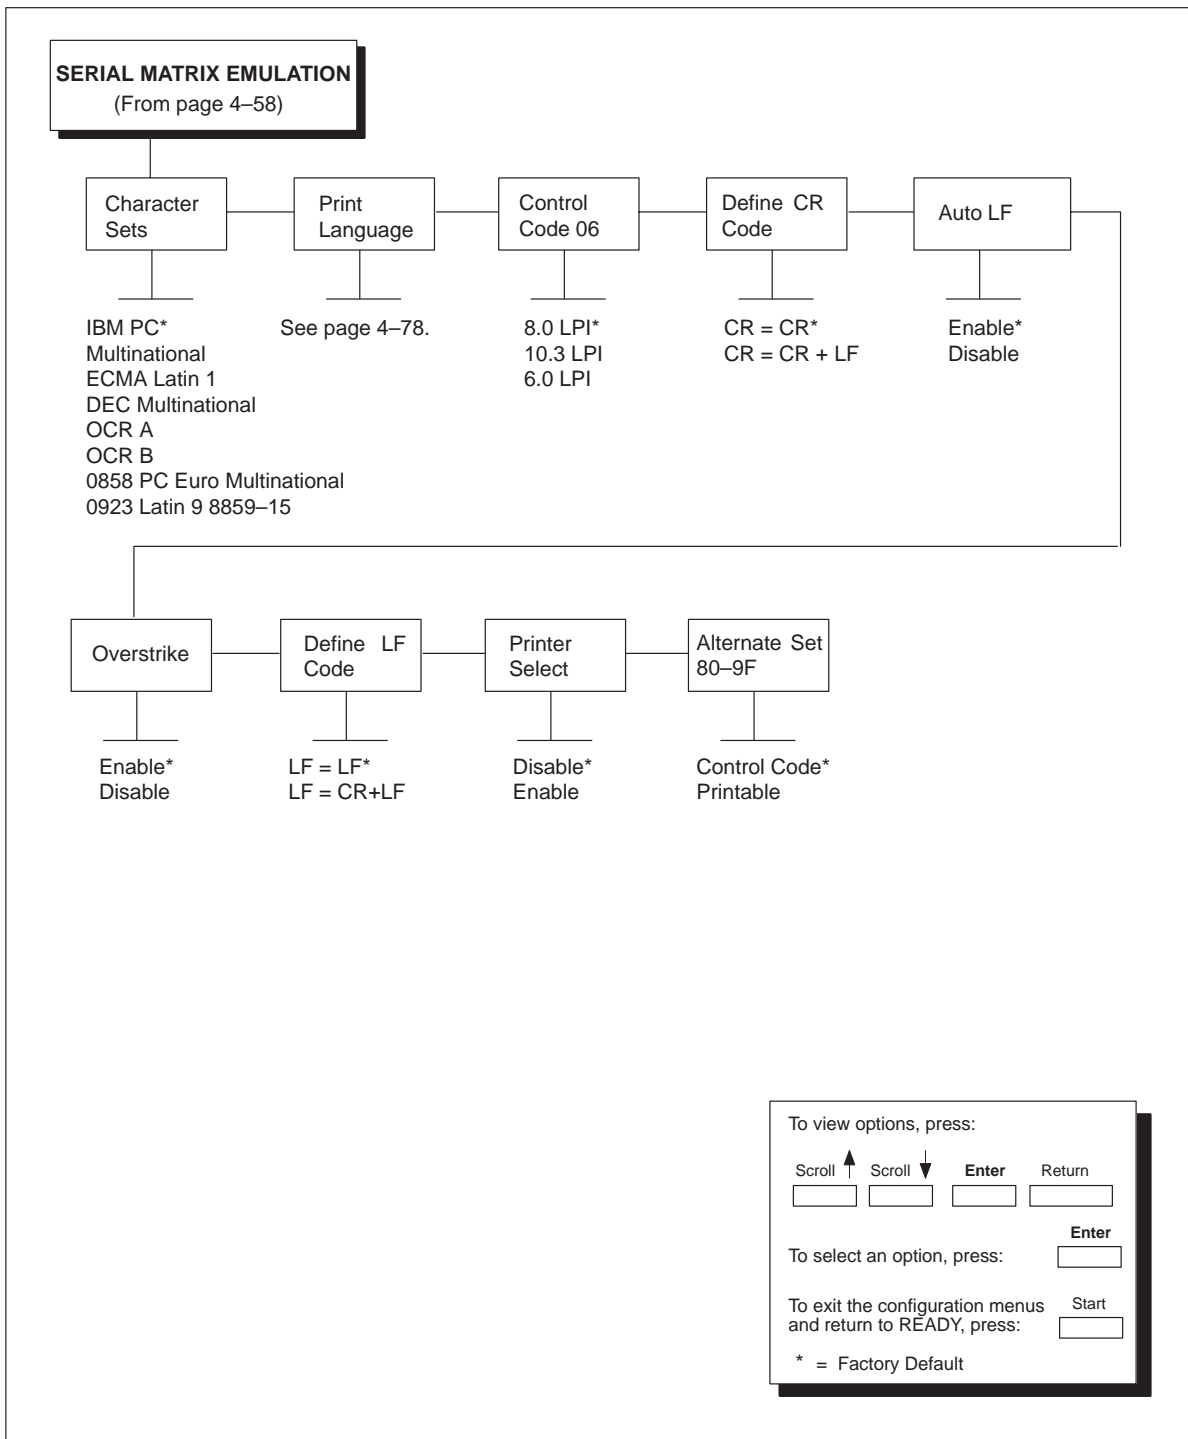 SERIAL MATRIX EMULATION
(From page 4–58)
Character
Sets
Print
Language
Control
Code 06
Define CR
Code
Auto LF
IBM PC*
Multinational
ECMA Latin 1
DEC Multinational
OCR A
OCR B
0858 PC Euro Multinational
0923 Latin 9 8859–15
See page 4–78.
8.0 LPI*
10.3 LPI
6.0 LPI
CR = CR*
CR = CR + LF
Enable*
Disable
Overstrike
Define LF
Code
Printer
Select
Alternate Set
80–9F
Enable*
Disable
LF = LF*
LF = CR+LF
Disable*
Enable
Control Code*
Printable
To view options, press:
Scroll Scroll Enter Return
Enter
To select an option, press:
To exit the configuration menus Start
and return to READY, press:
* = Factory Default